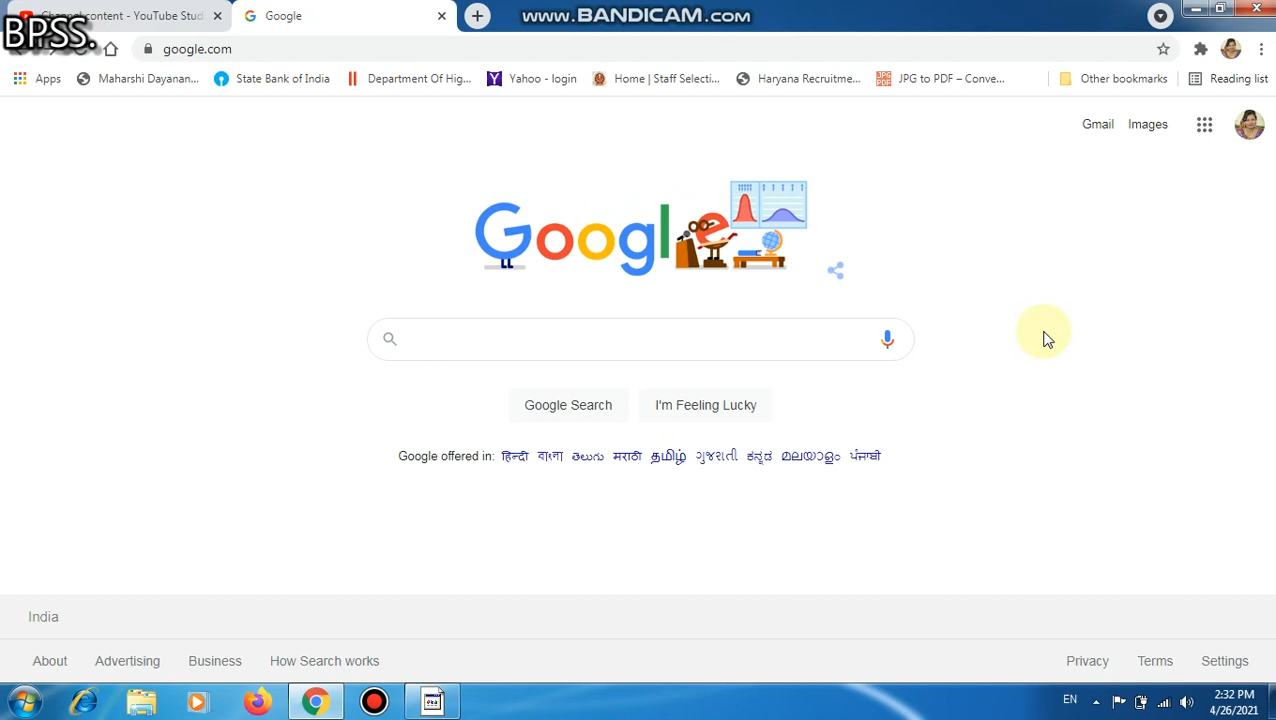 Channel content - YouTube Stud
Google
www.BANDICAM.com
BPSS.
google.com
Apps
Maharshi Dayanan...
State Bank of India
Department Of Hig...
Yahoo - login
Home | Staff Selecti...
Haryana Recruitme...
JPG to PDF – Conve...
Other bookmarks
Reading list
Gmail
Images
Google
Google Search
I'm Feeling Lucky
Google offered in: हिन्दी বাংলা తెలుగు मराठी தமிழ் ગુજરાતી ಕನ್ನಡ മലയാളം ਪੰਜਾਬੀ
India
About
Advertising
Business
How Search works
Privacy
Terms
Settings
EN
2:32 PM
4/26/2021